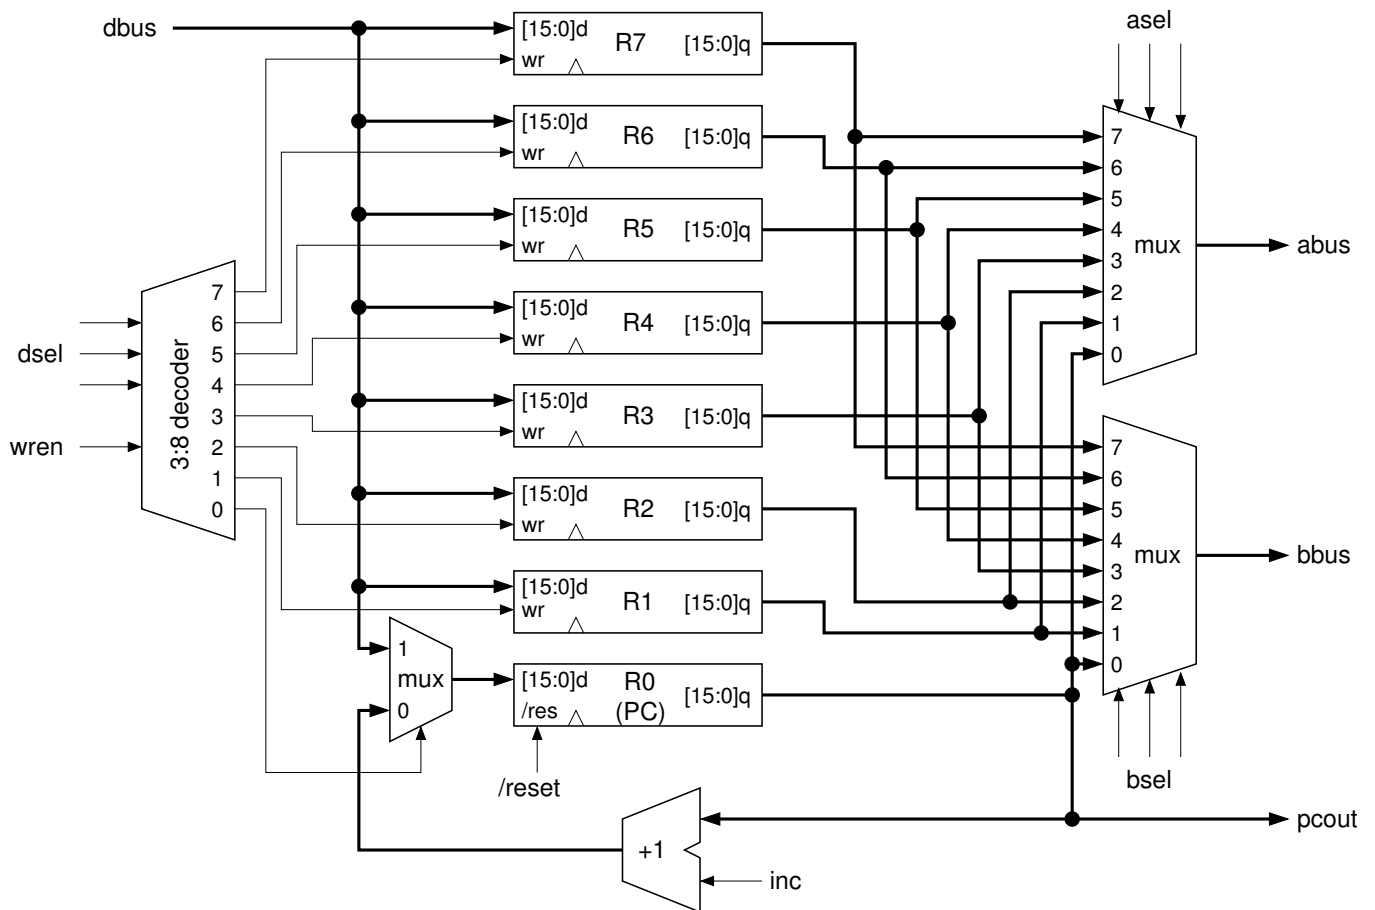 dbus
[15:0]d R7 [15:0]q
wr
asel
[15:0]d R6 [15:0]q
wr
7
6
5
4
3
2
1
0
mux
abus
[15:0]d R5 [15:0]q
wr
dsel
wren
3:8 decoder
7
6
5
4
3
2
1
0
[15:0]d R4 [15:0]q
wr
[15:0]d R3 [15:0]q
wr
7
6
5
4
3
2
1
0
mux
bbus
[15:0]d R2 [15:0]q
wr
[15:0]d R1 [15:0]q
wr
1
mux
0
[15:0]d R0 [15:0]q
/res (PC)
/reset
bsel
+1
pcout
inc